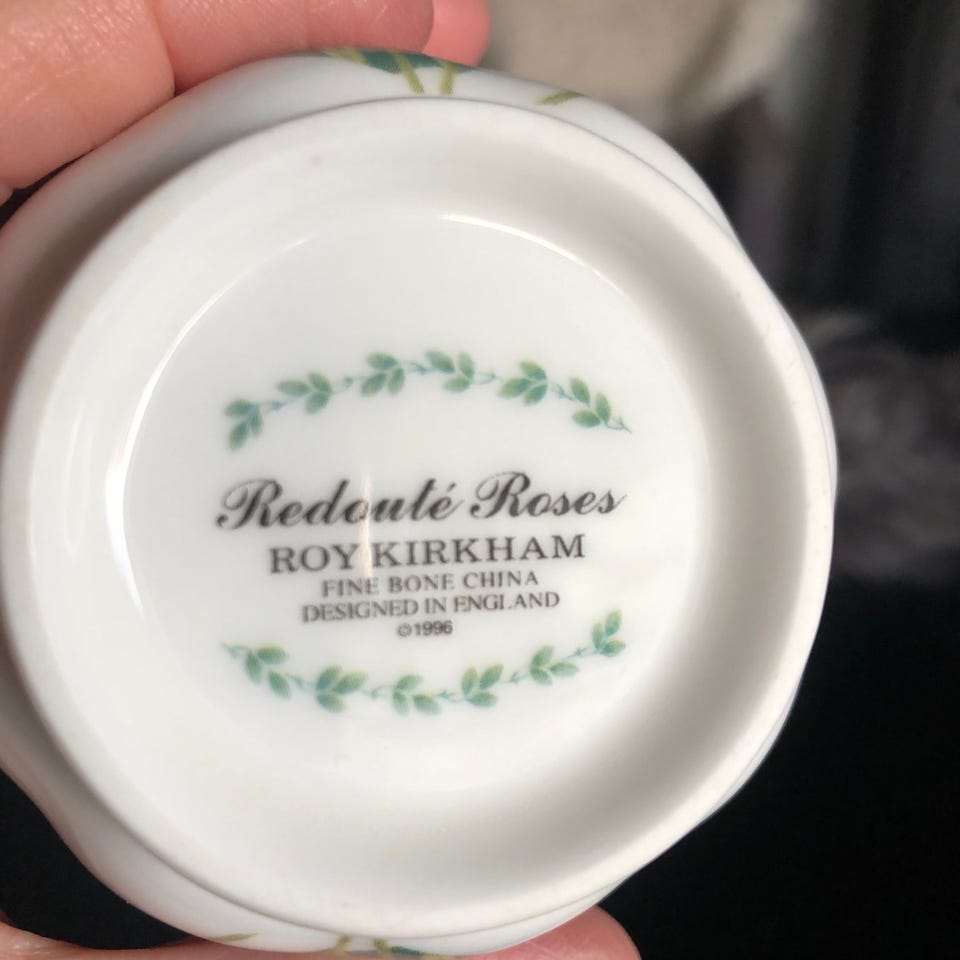 Redouté Roses
ROY KIRKHAM
FINE BONE CHINA
DESIGNED IN ENGLAND
©1996